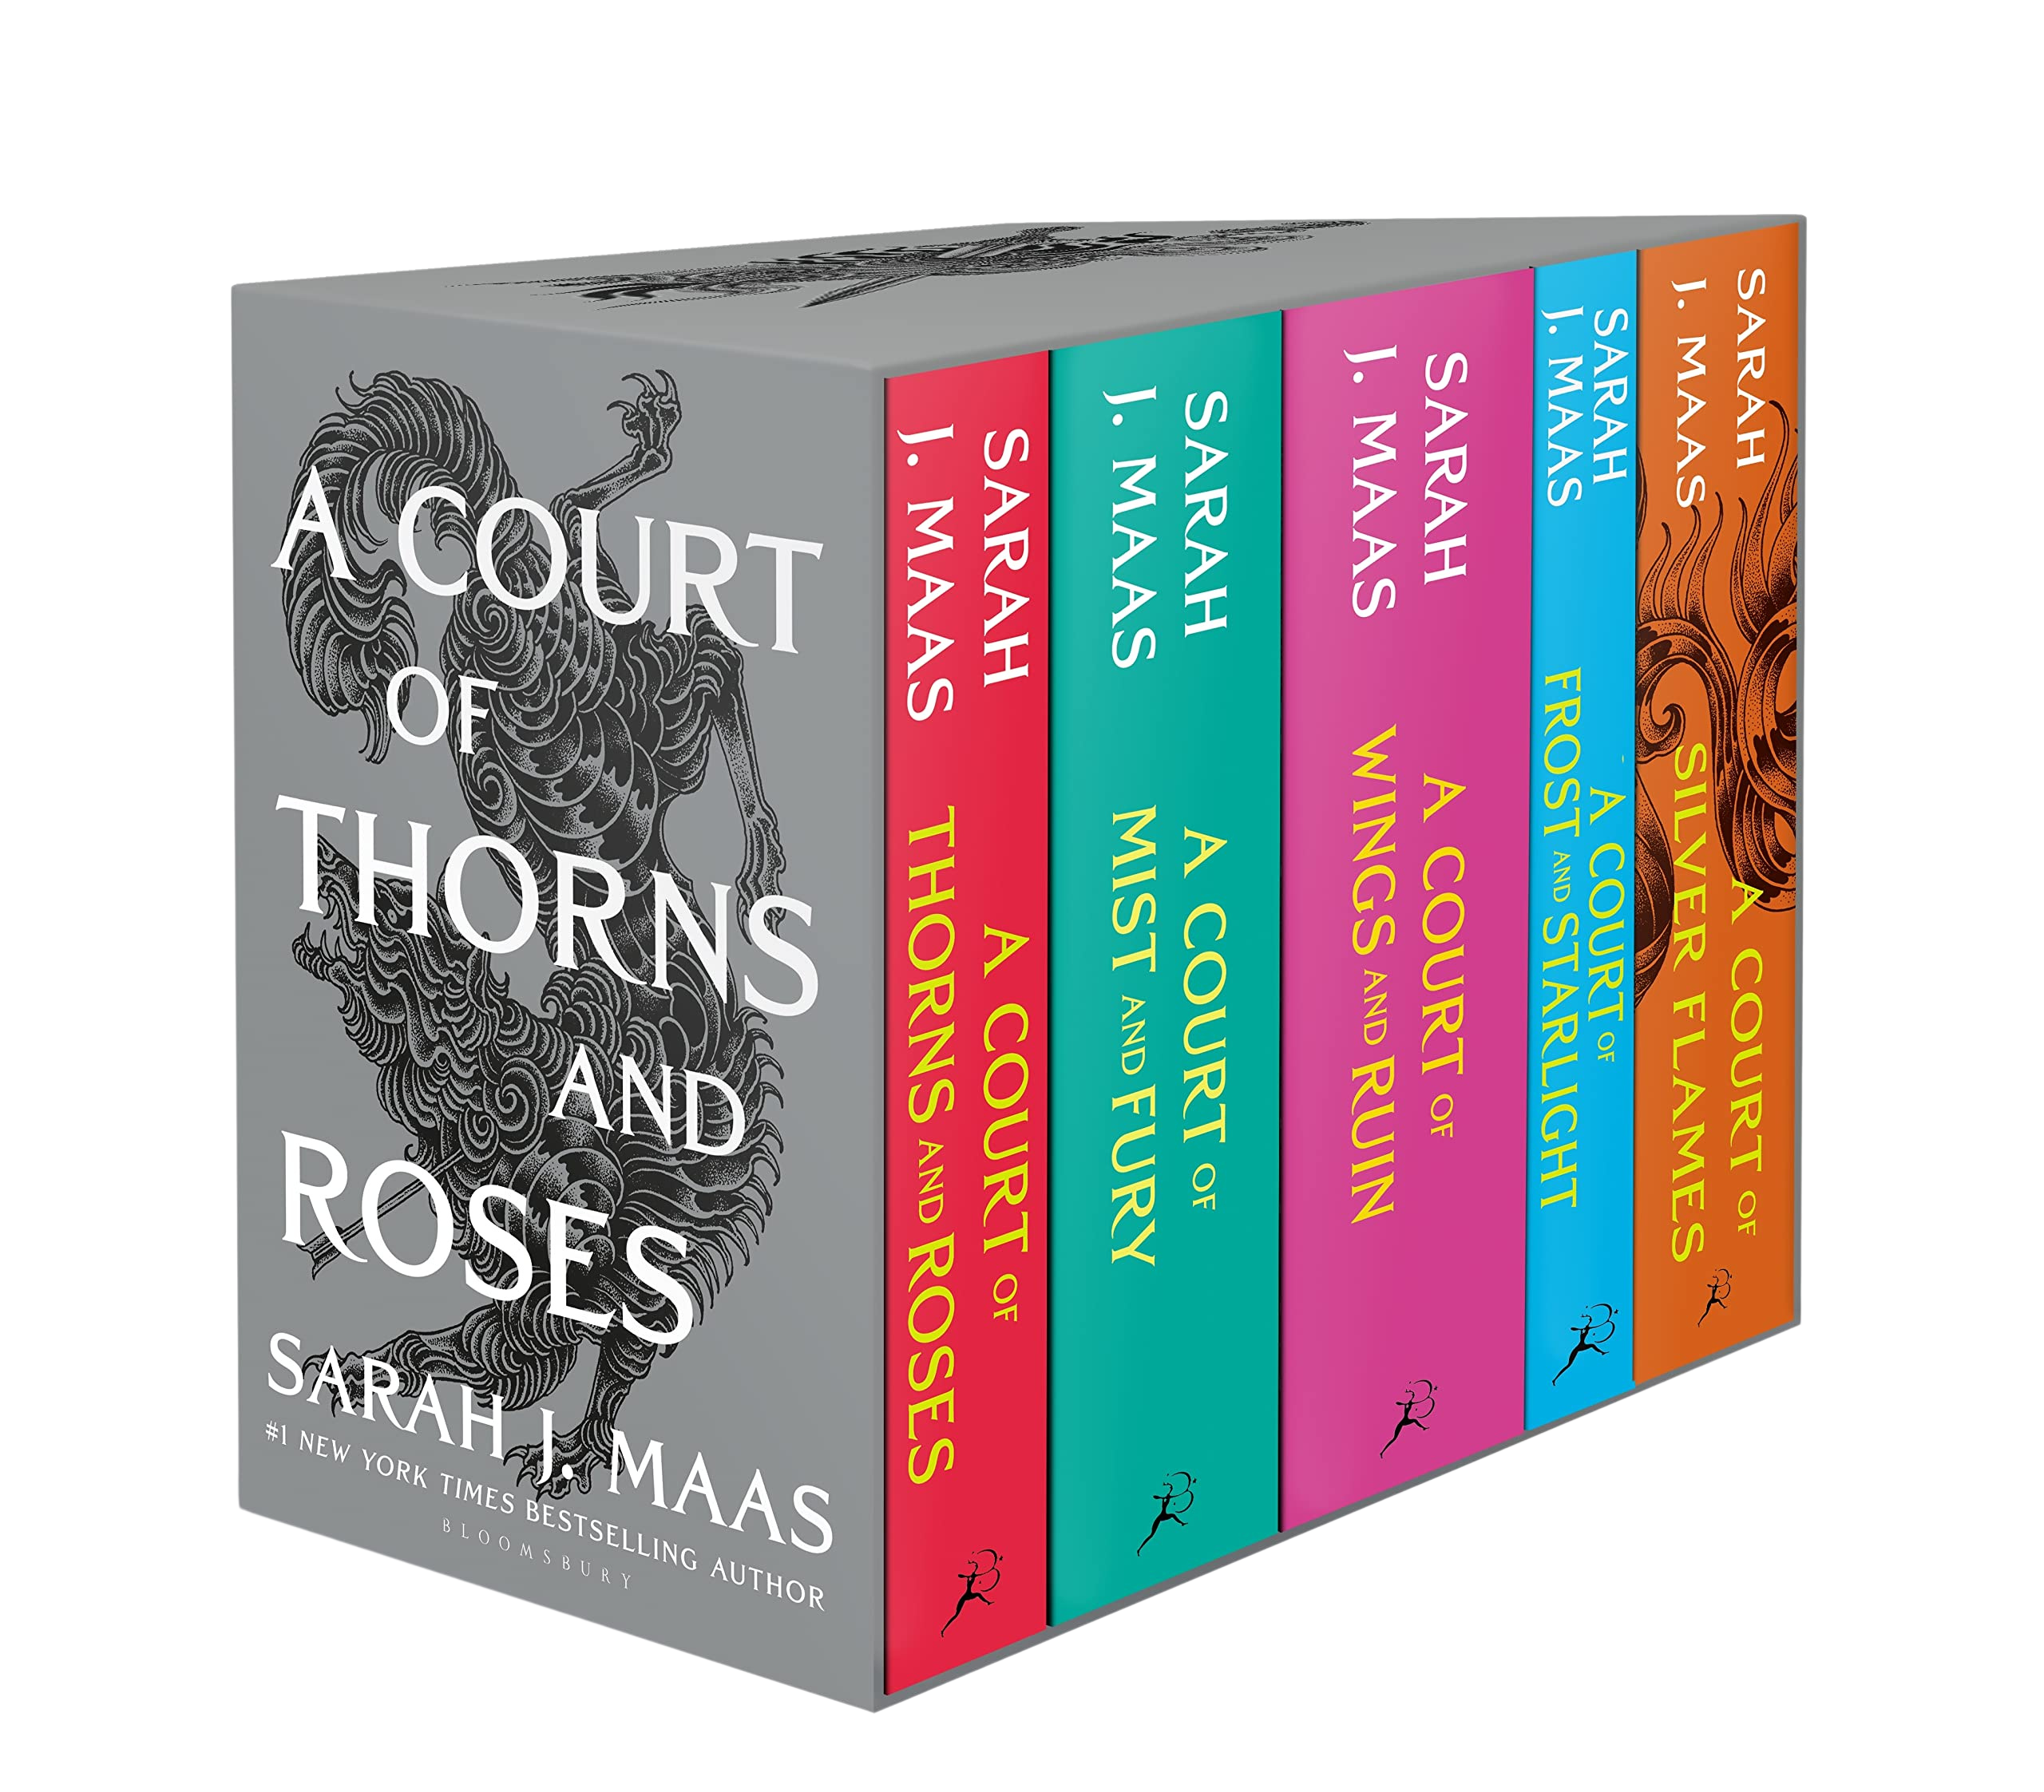 A COURT
OF
THORNS
AND
ROSES
SARAH J. MAAS
#1 NEW YORK TIMES BESTSELLING AUTHOR
BLOOMSBURY
SARAH
J. MAAS
A COURT OF
THORNS AND ROSES
SARAH
J. MAAS
A COURT OF
MIST AND FURY
SARAH
J. MAAS
A COURT OF
WINGS AND RUIN
SARAH
J. MAAS
A COURT OF
FROST AND STARLIGHT
SARAH
J. MAAS
A COURT OF
SILVER FLAMES